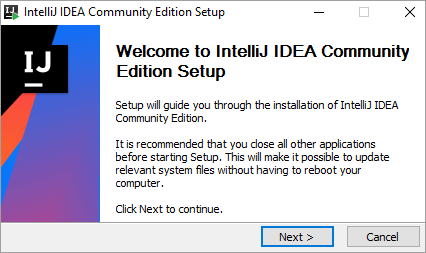 IntelliJ IDEA Community Edition Setup
IJ
Welcome to IntelliJ IDEA Community
Edition Setup
Setup will guide you through the installation of IntelliJ IDEA
Community Edition.
It is recommended that you close all other applications
before starting Setup. This will make it possible to update
relevant system files without having to reboot your
computer.
Click Next to continue.
Next >
Cancel